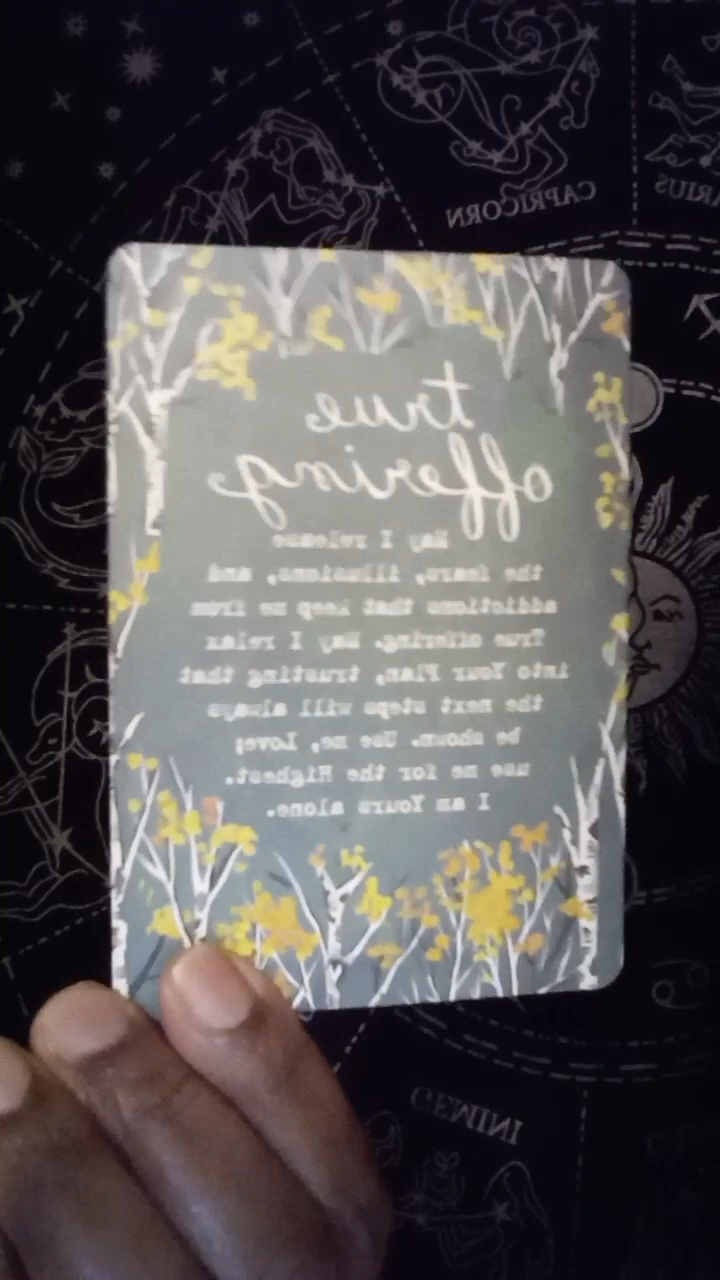 CAPRICORN
ARIUS
true
offering
May I release
the fears, illusions, and
addictions that keep me from
True offering. May I relax
into Your Plan, trusting that
the next steps will always
be shown. Use me, Love;
use me for the Highest.
I am Yours alone.
GEMINI